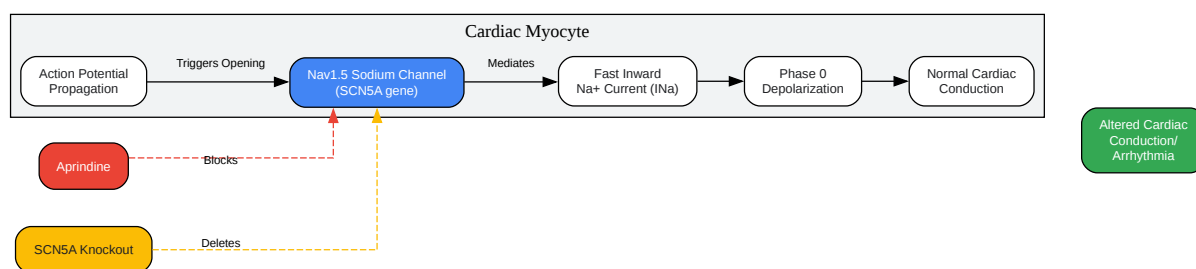 Cardiac Myocyte
Action Potential
Propagation
Triggers Opening
Nav1.5 Sodium Channel
(SCN5A gene)
Mediates
Fast Inward
Na+ Current (INa)
Phase 0
Depolarization
Normal Cardiac
Conduction
Altered Cardiac
Conduction/
Arrhythmia
Aprindine
Blocks
SCN5A Knockout
Deletes